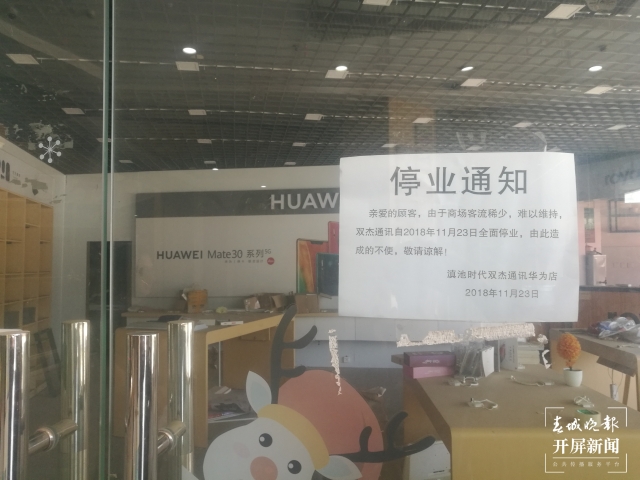 HUAW
停业通知
亲爱的顾客，由于商场客流稀少，难以维持，
双杰通讯自2018年11月23日全面停业，由此造
成的不便，敬请谅解！
滇池时代双杰通讯华为店
2018年11月23日
HUAWEI Mate30 系列 5G
春城晚报
开屏新闻